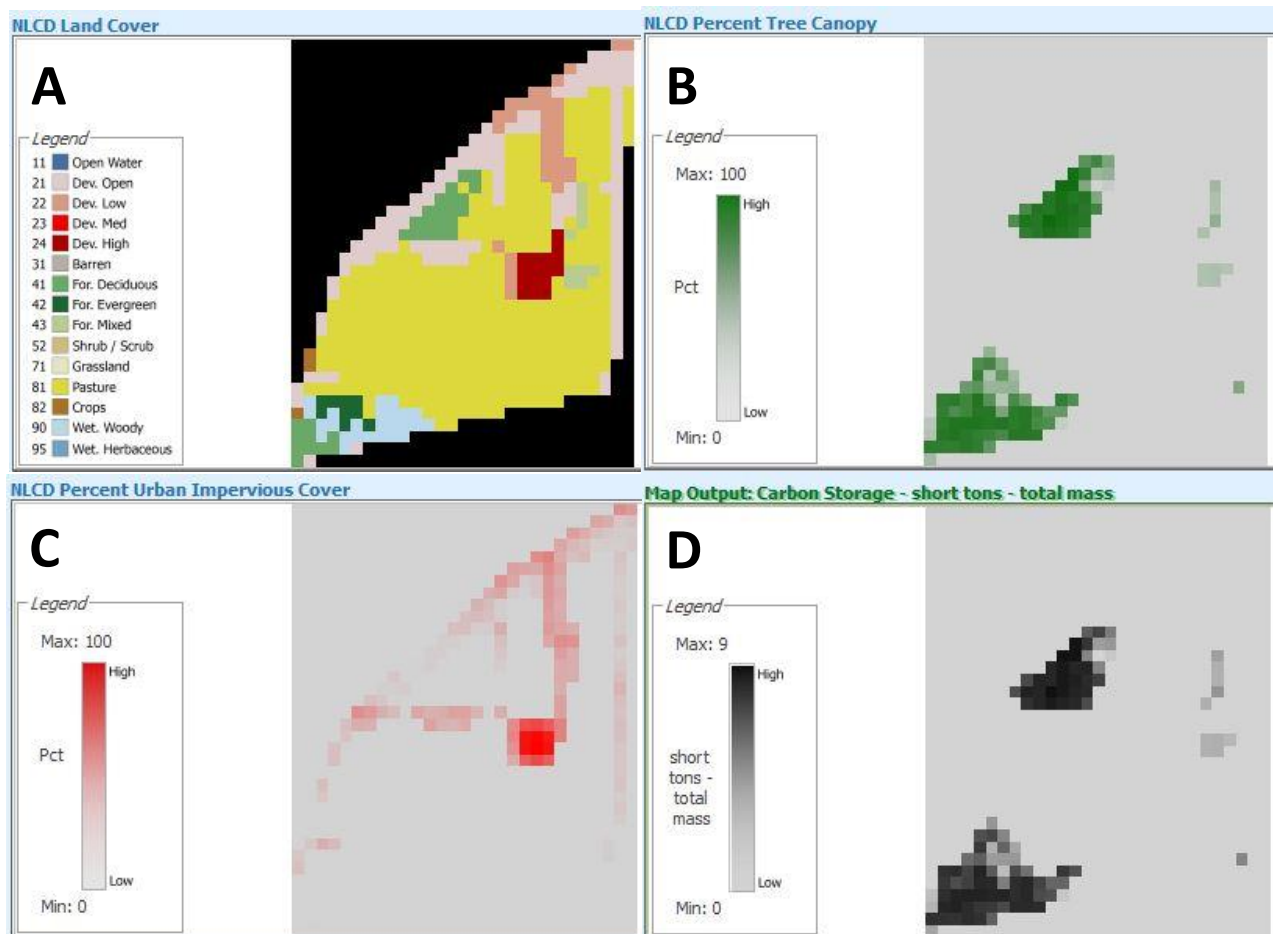 NLCD Land Cover
A
Legend
11 Open Water
21 Dev. Open
22 Dev. Low
23 Dev. Med
24 Dev. High
31 Barren
41 For. Deciduous
42 For. Evergreen
43 For. Mixed
52 Shrub / Scrub
71 Grassland
81 Pasture
82 Crops
90 Wet. Woody
95 Wet. Herbaceous
NLCD Percent Tree Canopy
B
Legend
Max: 100
High
Pct
Low
Min: 0
NLCD Percent Urban Impervious Cover
C
Legend
Max: 100
High
Pct
Low
Min: 0
Map Output: Carbon Storage - short tons - total mass
D
Legend
Max: 9
High
short
tons -
total
mass
Low
Min: 0